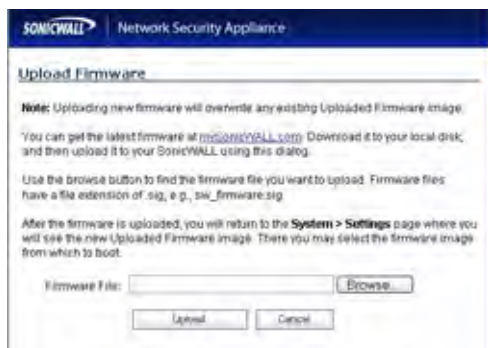 SONICWALL Network Security Appliance
Upload Firmware
Note: Uploading new firmware will overwrite any existing Uploaded Firmware image.
You can get the latest firmware at mySonicWALL.com. Download it to your local disk,
and then upload it to your SonicWALL using this dialog.
Use the browse button to find the firmware file you want to upload. Firmware files
have a file extension of .sig, e.g., sw_firmware.sig
After the firmware is uploaded, you will return to the System > Settings page where you
will see the new Uploaded Firmware image. There you may select the firmware image
from which to boot.
Firmware File: Browse...
Upload Cancel